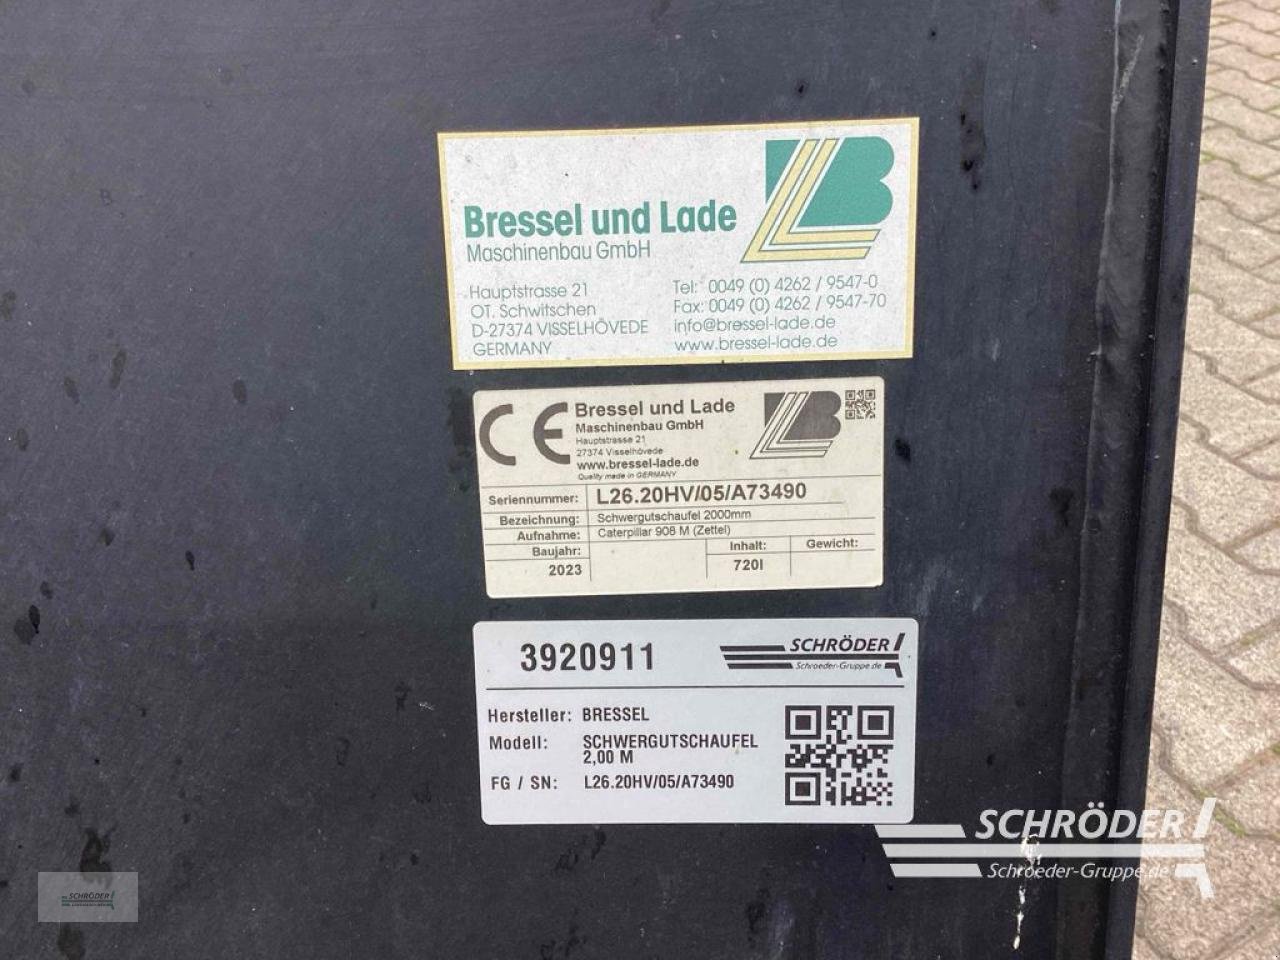 Bressel und Lade
Maschinenbau GmbH
Hauptstrasse 21
OT. Schwitschen
D-27374 VISSELHÖVEDE
GERMANY
Tel: 0049 (0) 4262 / 9547-0
Fax: 0049 (0) 4262 / 9547-70
info@bressel-lade.de
www.bressel-lade.de
CE
Bressel und Lade
Maschinenbau GmbH
Hauptstrasse 21
27374 Visselhövede
www.bressel-lade.de
Quality made in GERMANY
Seriennummer: L26.20HV/05/A73490
Bezeichnung: Schwergutschaufel 2000mm
Aufnahme: Caterpillar 908 M (Zettel)
Baujahr: 2023
Inhalt: 720l
Gewicht:
3920911
SCHRÖDER
Schroeder-Gruppe.de
Hersteller: BRESSEL
Modell: SCHWERGUTSCHAUFEL
2,00 M
FG / SN: L26.20HV/05/A73490
SCHRÖDER
Schroeder-Gruppe.de
SCHRÖDER